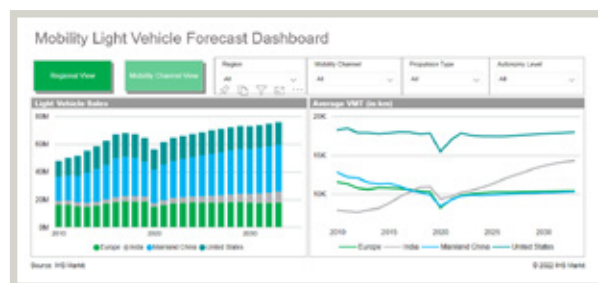 Mobility Light Vehicle Forecast Dashboard
Regional View
Mobility Channel View
Region
All
Mobility Channel
All
Propulsion Type
All
Autonomy Level
All
Light Vehicle Sales
80M
60M
40M
20M
0M
2010 2020 2030
Europe India Mainland China United States
Average VMT (in km)
20K
15K
10K
2010 2015 2020 2025 2030
Europe India Mainland China United States
Source: IHS Markit
© 2022 IHS Markit